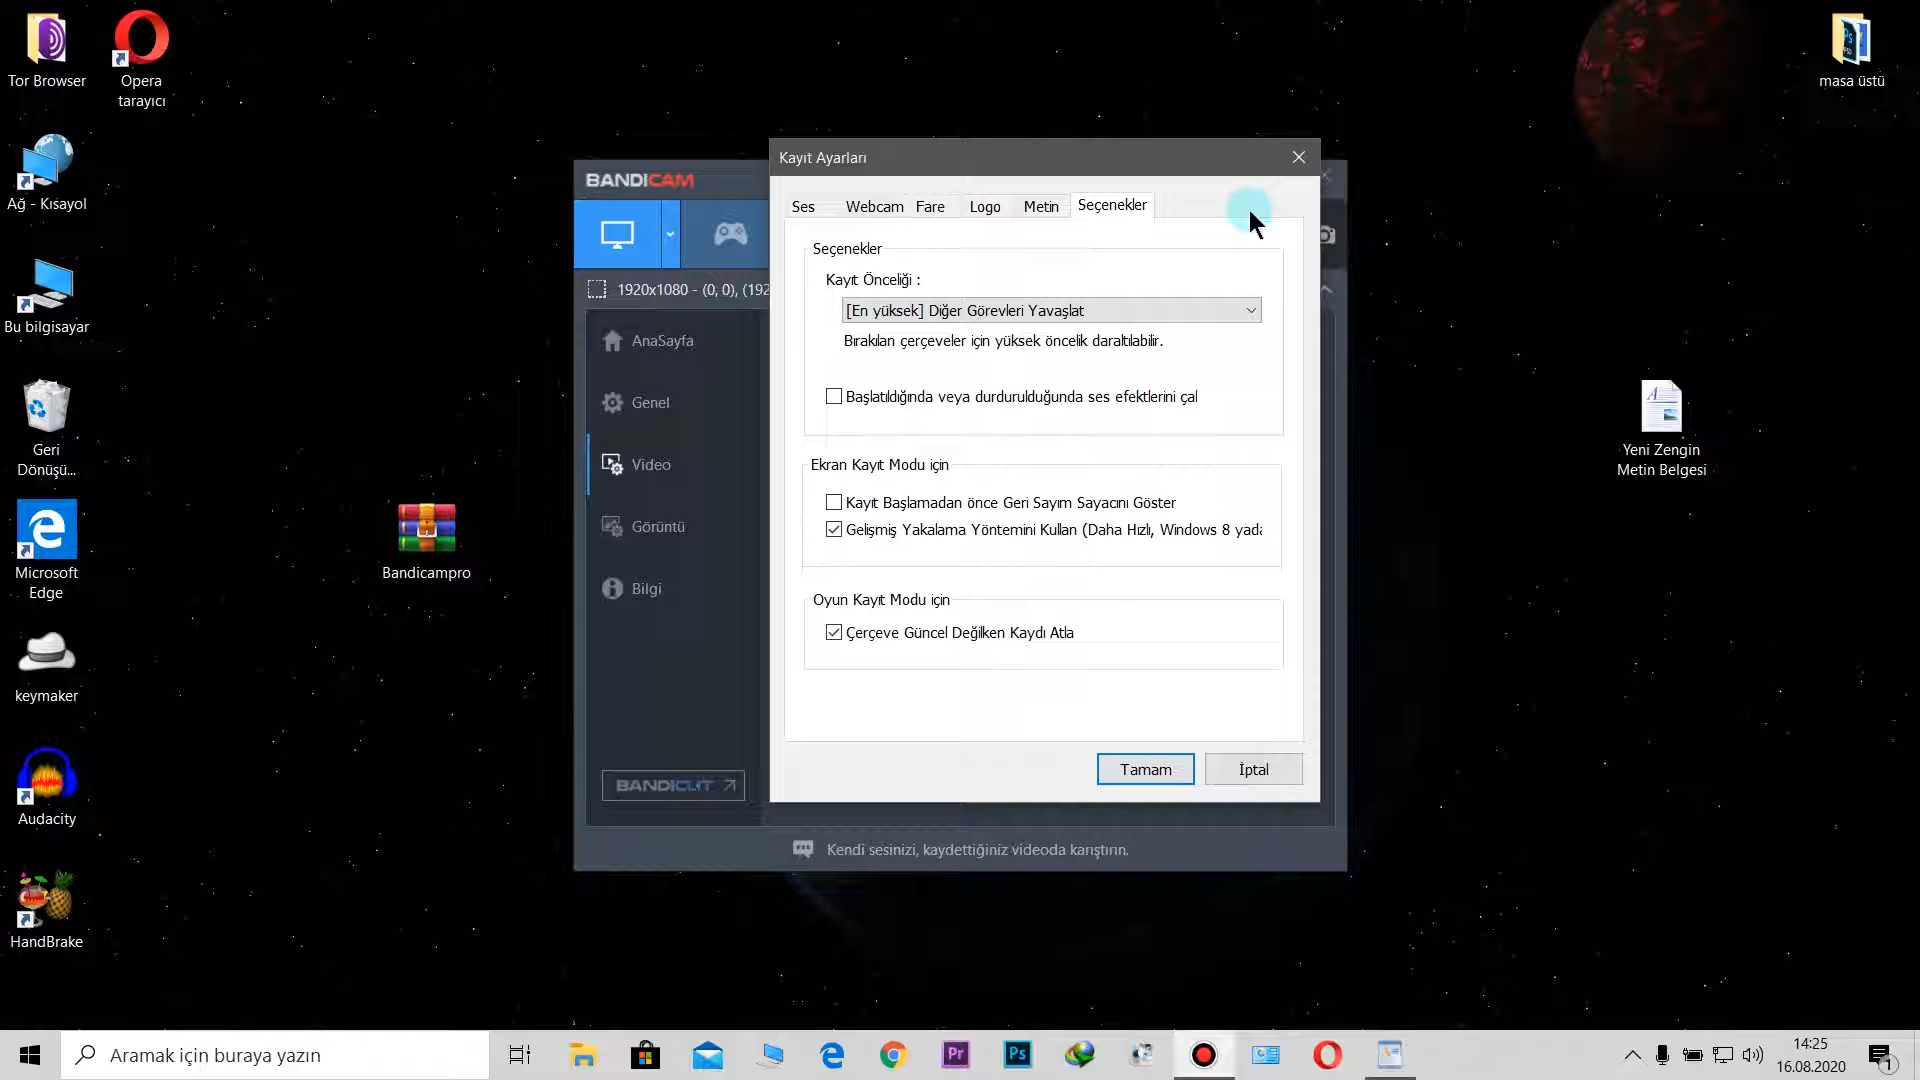 Tor Browser
Opera
tarayıcı
Ağ - Kısayol
Bu bilgisayar
Geri
Dönüşü...
Microsoft
Edge
keymaker
Audacity
HandBrake
Bandicampro
masa üstü
Yeni Zengin
Metin Belgesi
BANDICAM
1920x1080 - (0, 0), (192
AnaSayfa
Genel
Video
Görüntü
Bilgi
BANDICUT
Kendi sesinizi, kaydettiğiniz videoda karıştırın.
Kayıt Ayarları
Ses Webcam Fare Logo Metin Seçenekler
Seçenekler
Kayıt Önceliği :
[En yüksek] Diğer Görevleri Yavaşlat
Bırakılan çerçeveler için yüksek öncelik daraltılabilir.
Başlatıldığında veya durdurulduğunda ses efektlerini çal
Ekran Kayıt Modu için
Kayıt Başlamadan önce Geri Sayım Sayacını Göster
Gelişmiş Yakalama Yöntemini Kullan (Daha Hızlı, Windows 8 yada
Oyun Kayıt Modu için
Çerçeve Güncel Değilken Kaydı Atla
Tamam İptal
Aramak için buraya yazın
Pr
Ps
14:25
16.08.2020
1